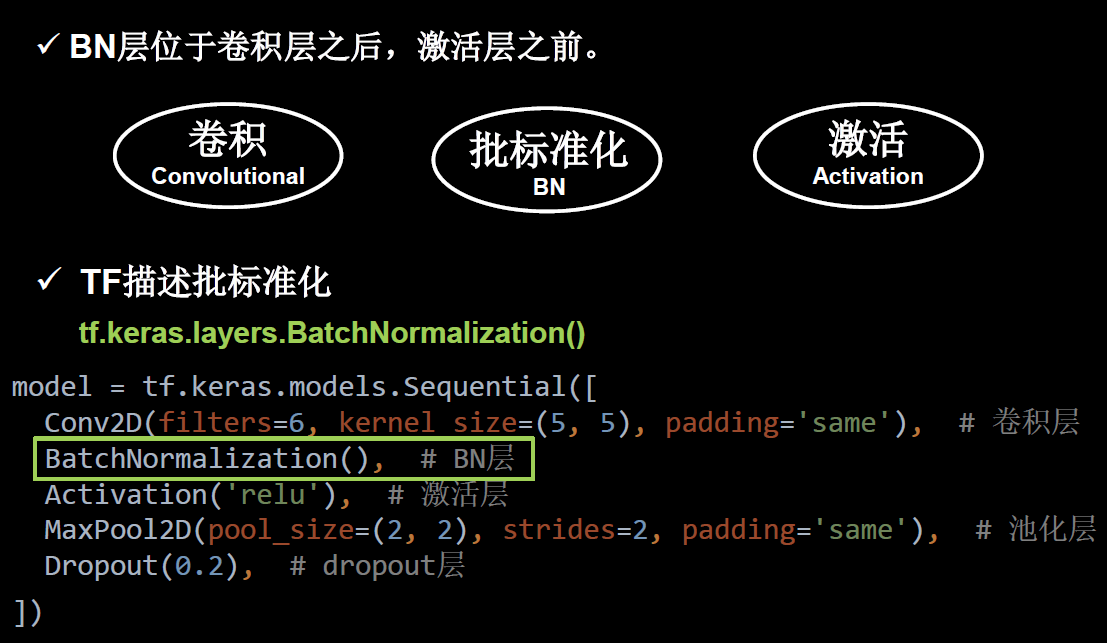 ✓ BN层位于卷积层之后，激活层之前。
卷积
Convolutional
批标准化
BN
激活
Activation
✓ TF描述批标准化
tf.keras.layers.BatchNormalization()
model = tf.keras.models.Sequential([
Conv2D(filters=6, kernel_size=(5, 5), padding='same'), # 卷积层
BatchNormalization(), # BN层
Activation('relu'), # 激活层
MaxPool2D(pool_size=(2, 2), strides=2, padding='same'), # 池化层
Dropout(0.2), # dropout层
])